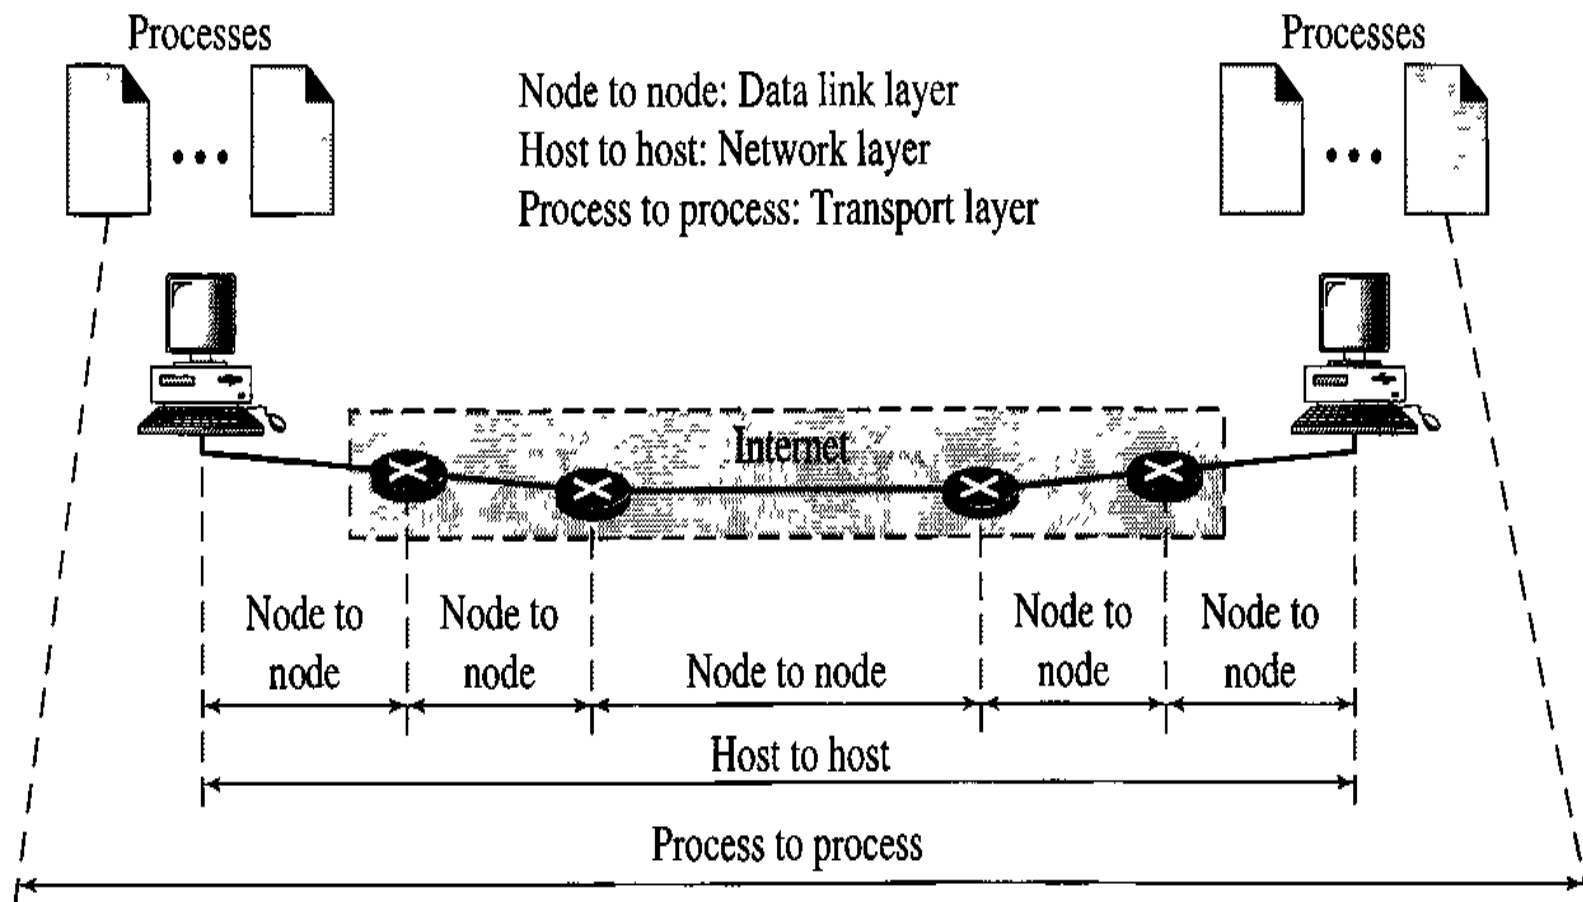 Processes
Processes
Node to node: Data link layer
Host to host: Network layer
Process to process: Transport layer
Internet
Node to
node
Node to
node
Node to node
Node to
node
Node to
node
Host to host
Process to process